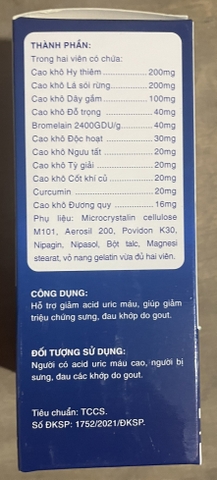 THÀNH PHẦN:
Trong hai viên có chứa:
Cao khô Hy thiêm ........................ 200mg
Cao khô Lá sói rừng .................... 200mg
Cao khô Dây gắm ....................... 100mg
Cao khô Đỗ trọng ......................... 40mg
Bromelain 2400GDU/g ................. 40mg
Cao khô Độc hoạt ........................ 30mg
Cao khô Ngưu tất ......................... 20mg
Cao khô Tỳ giải ............................ 20mg
Cao khô Cốt khí củ ....................... 20mg
Curcumin ..................................... 20mg
Cao khô Đương quy ..................... 16mg
Phụ liệu: Microcrystalin cellulose
M101, Aerosil 200, Povidon K30,
Nipagin, Nipasol, Bột talc, Magnesi
stearat, vỏ nang gelatin vừa đủ hai viên.
CÔNG DỤNG:
Hỗ trợ giảm acid uric máu, giúp giảm
triệu chứng sưng, đau khớp do gout.
ĐỐI TƯỢNG SỬ DỤNG:
Người có acid uric máu cao, người bị
sưng, đau các khớp do gout.
Tiêu chuẩn: TCCS.
Số ĐKSP: 1752/2021/ĐKSP.